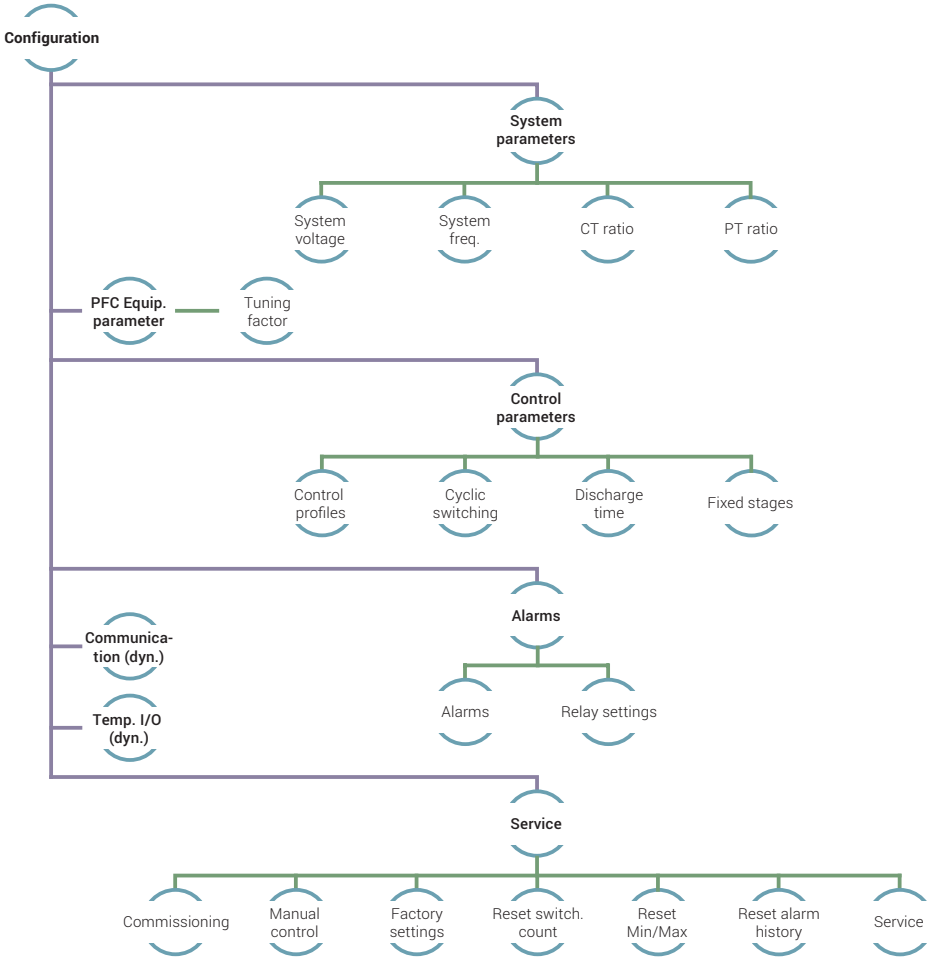 Configuration
System
parameters
System
voltage
System
freq.
CT ratio
PT ratio
PFC Equip.
parameter
Tuning
factor
Control
parameters
Control
profiles
Cyclic
switching
Discharge
time
Fixed stages
Alarms
Communica-
tion (dyn.)
Alarms
Relay settings
Temp. I/O
(dyn.)
Service
Commissioning
Manual
control
Factory
settings
Reset switch.
count
Reset
Min/Max
Reset alarm
history
Service